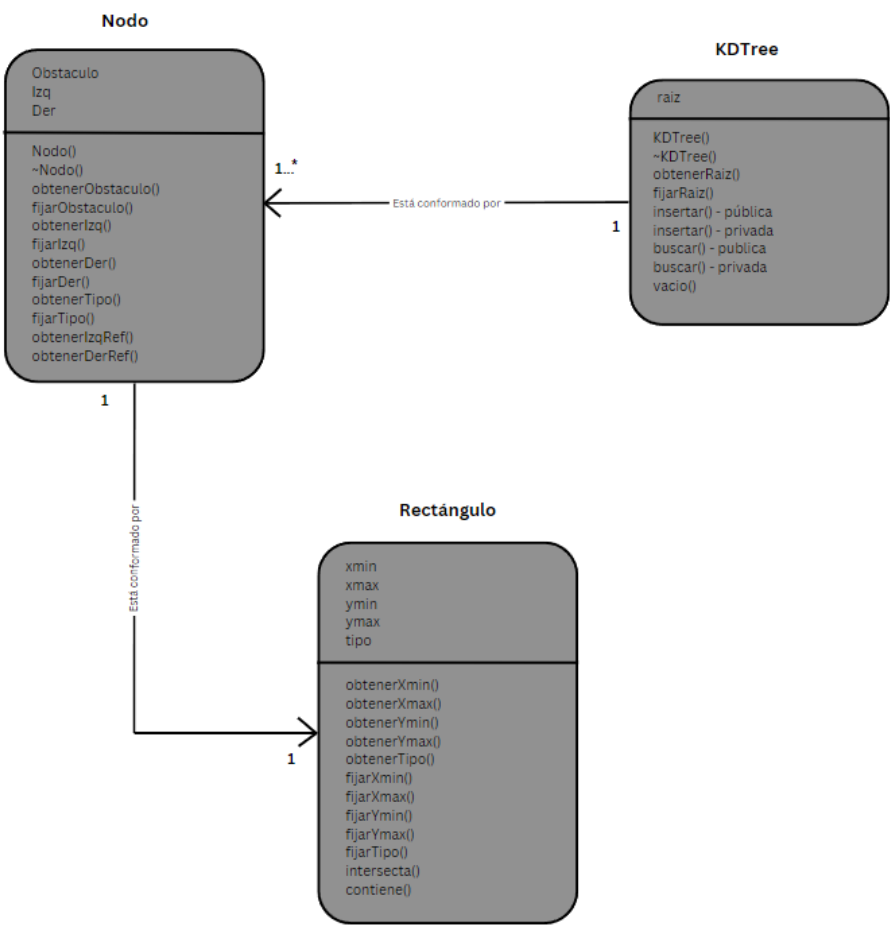 Nodo
Obstaculo
Izq
Der
Nodo()
~Nodo()
obtenerObstaculo()
fijarObstaculo()
obtenerIzq()
fijarIzq()
obtenerDer()
fijarDer()
obtenerTipo()
fijarTipo()
obtenerIzqRef()
obtenerDerRef()
1...*
Está conformado por
1
KDTree
raiz
KDTree()
~KDTree()
obtenerRaiz()
fijarRaiz()
insertar() - pública
insertar() - privada
buscar() - publica
buscar() - privada
vacio()
1
Está conformado por
1
Rectángulo
xmin
xmax
ymin
ymax
tipo
obtenerXmin()
obtenerXmax()
obtenerYmin()
obtenerYmax()
obtenerTipo()
fijarXmin()
fijarXmax()
fijarYmin()
fijarYmax()
fijarTipo()
intersecta()
contiene()